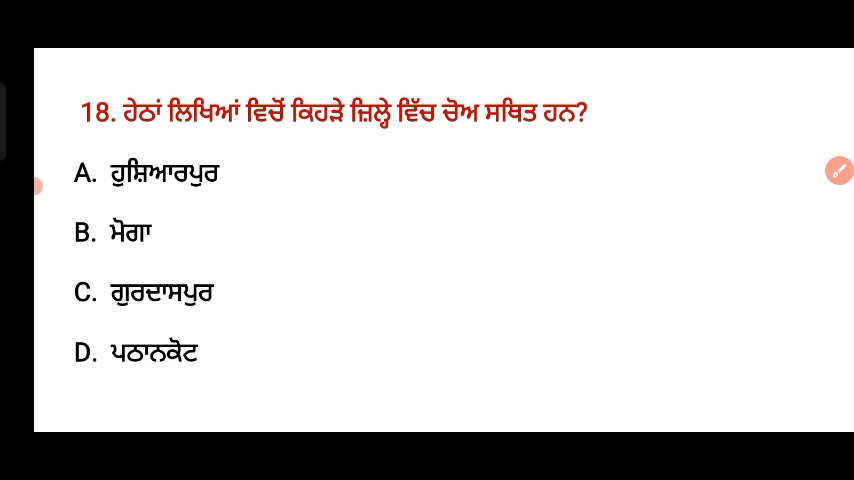 18. ਹੇਠਾਂ ਲਿਖਿਆਂ ਵਿਚੋਂ ਕਿਹੜੇ ਜ਼ਿਲ੍ਹੇ ਵਿੱਚ ਚੋਅ ਸਥਿਤ ਹਨ?
A. ਹੁਸ਼ਿਆਰਪੁਰ
B. ਮੋਗਾ
C. ਗੁਰਦਾਸਪੁਰ
D. ਪਠਾਨਕੋਟ